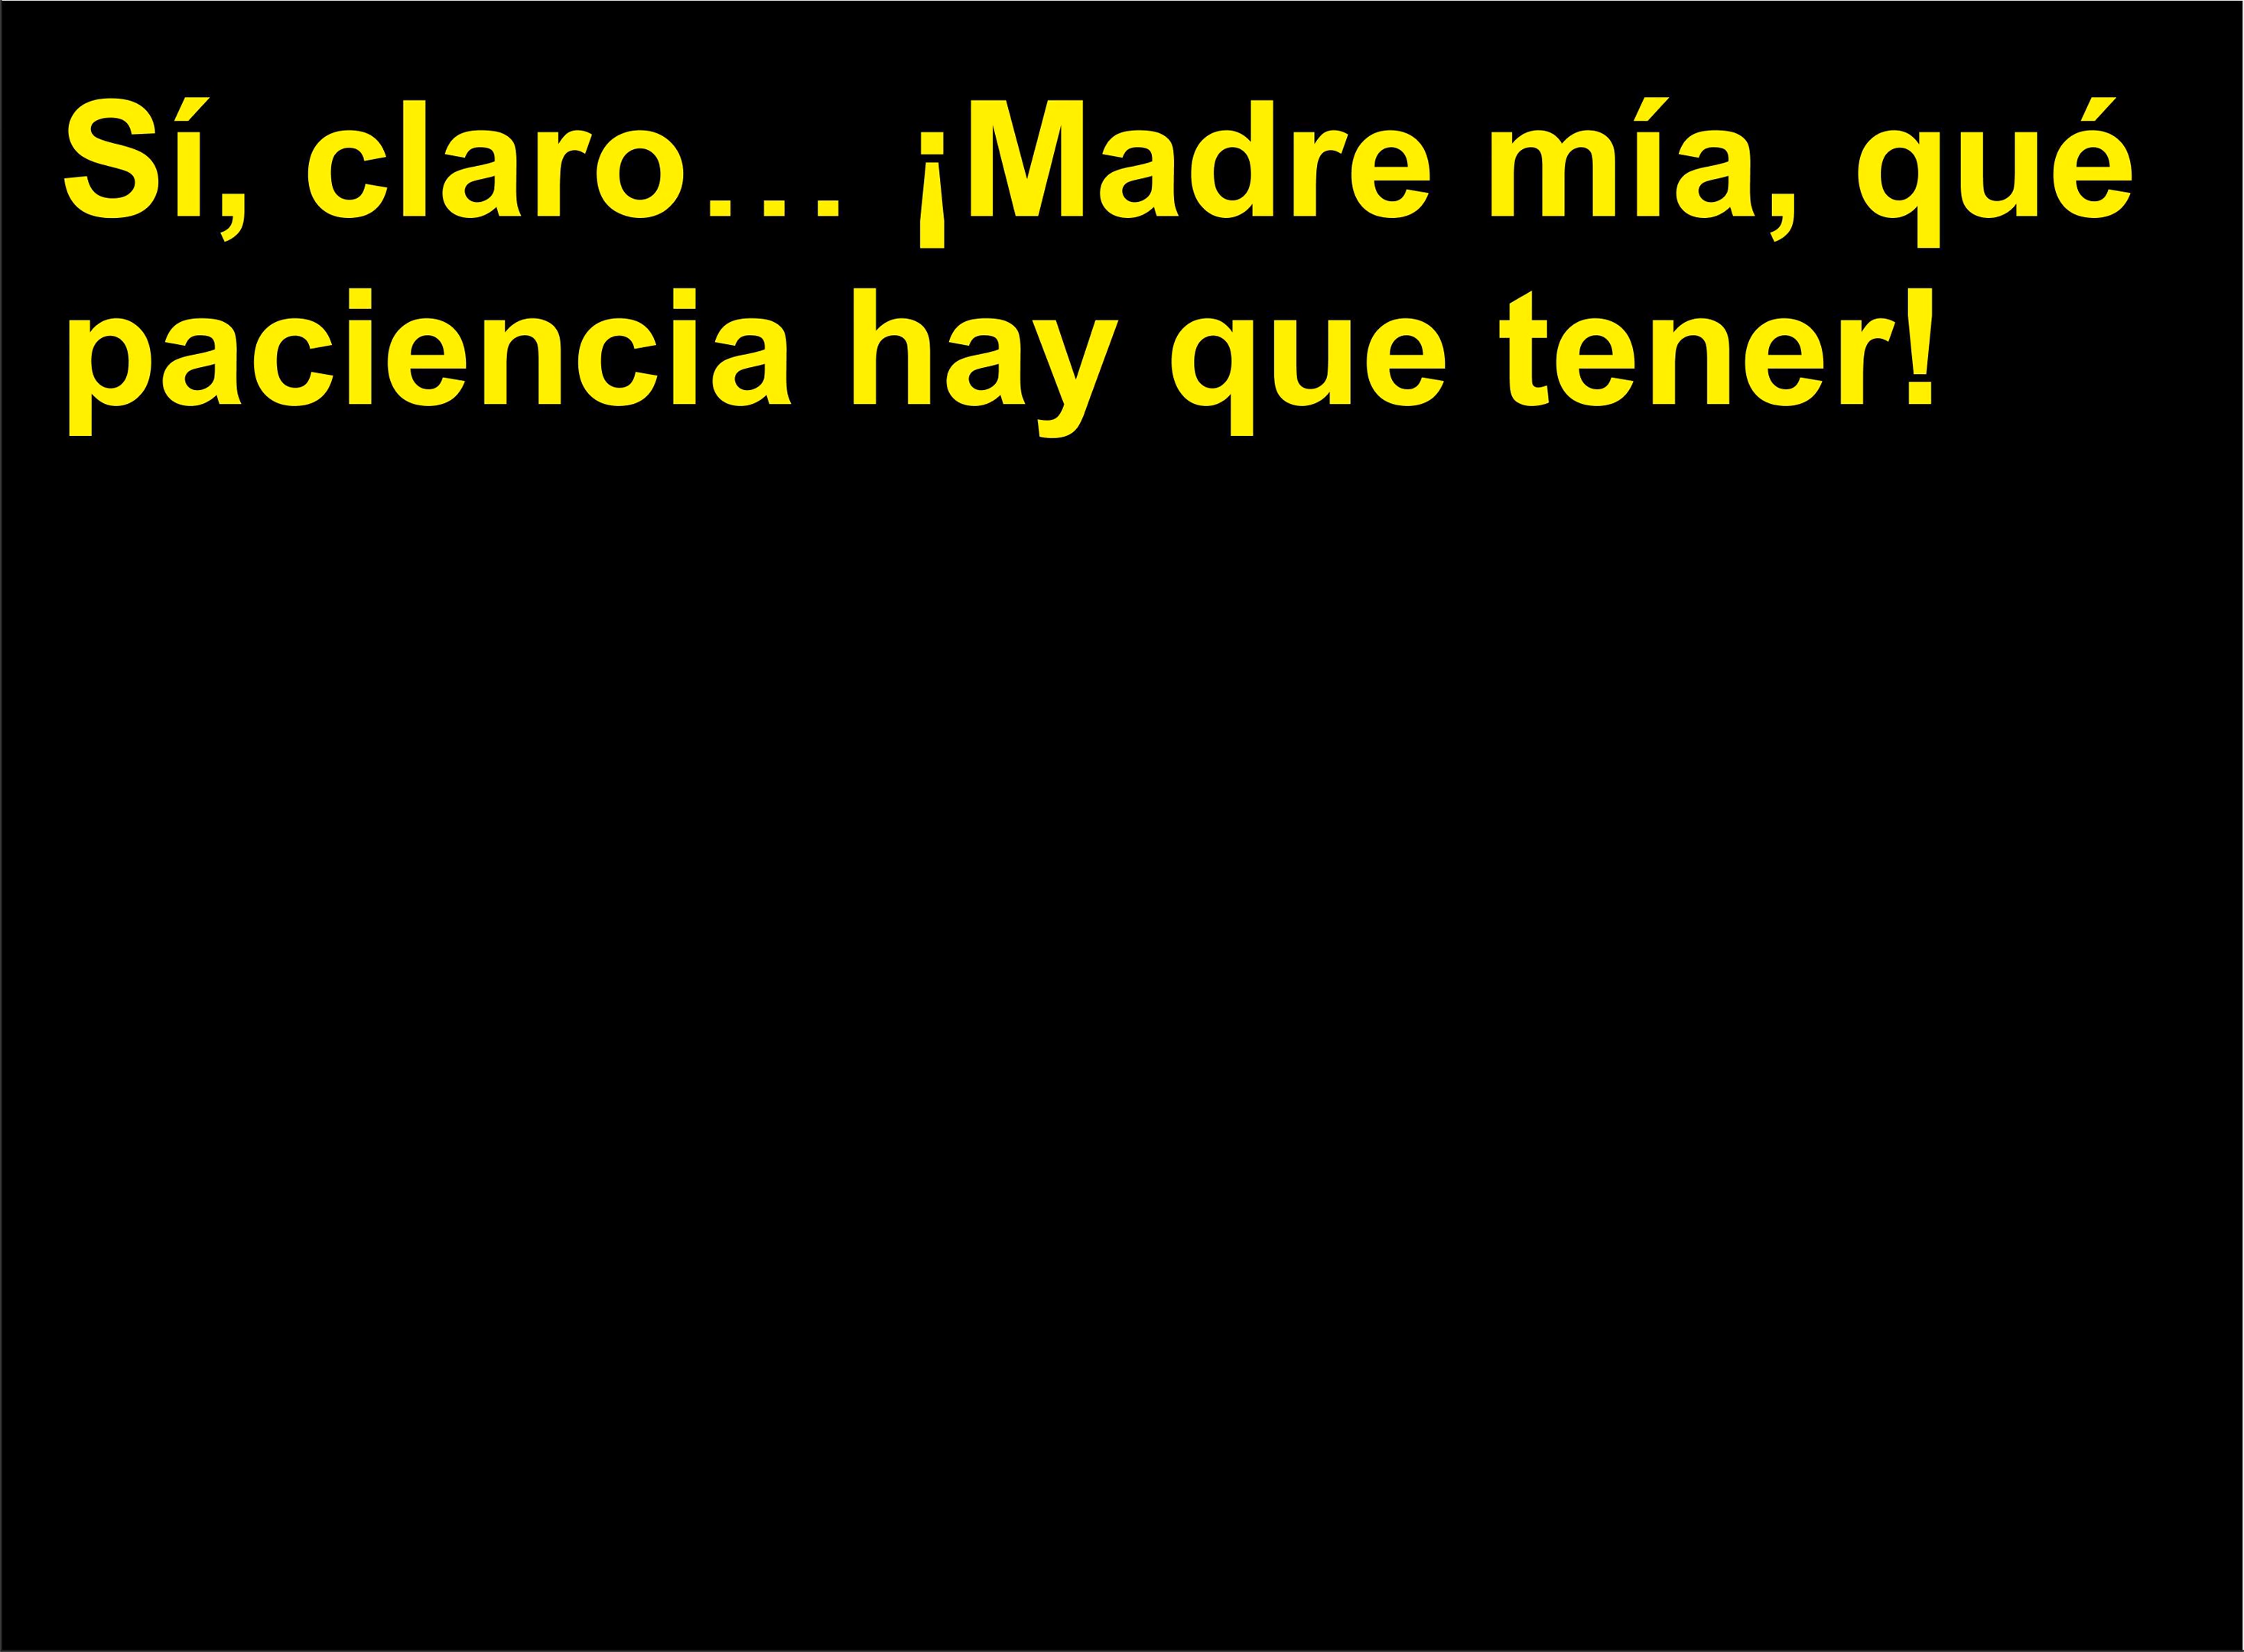 Sí, claro… ¡Madre mía, qué
paciencia hay que tener!